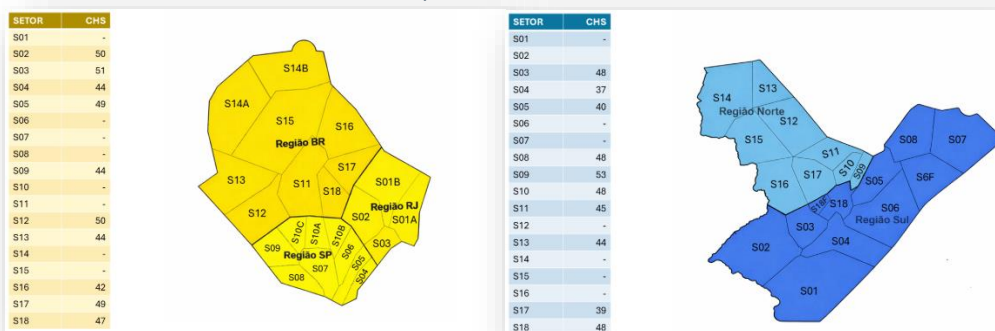 SETOR CHS
S01 -
S02 50
S03 51
S04 44
S05 49
S06 -
S07 -
S08 -
S09 44
S10 -
S11 -
S12 50
S13 44
S14 -
S15 -
S16 42
S17 49
S18 47
S14B
S14A
S15
S16
Região BR
S17
S13
S11
S18
S01B
S12
S02
Região RJ
S01A
S10C
S10A
S10B
S09
S06
S03
Região SP
S05
S07
S08
S04
SETOR CHS
S01 -
S02
S03 48
S04 37
S05 40
S06 -
S07 -
S08 48
S09 53
S10 48
S11 45
S12 -
S13 44
S14 -
S15 -
S16 -
S17 39
S18 48
S13
S14
Região Norte
S12
S15
S11
S10
S09
S17
S16
S08
S07
S05
S6F
S18F
S18
S06
Região Sul
S03
S02
S04
S01